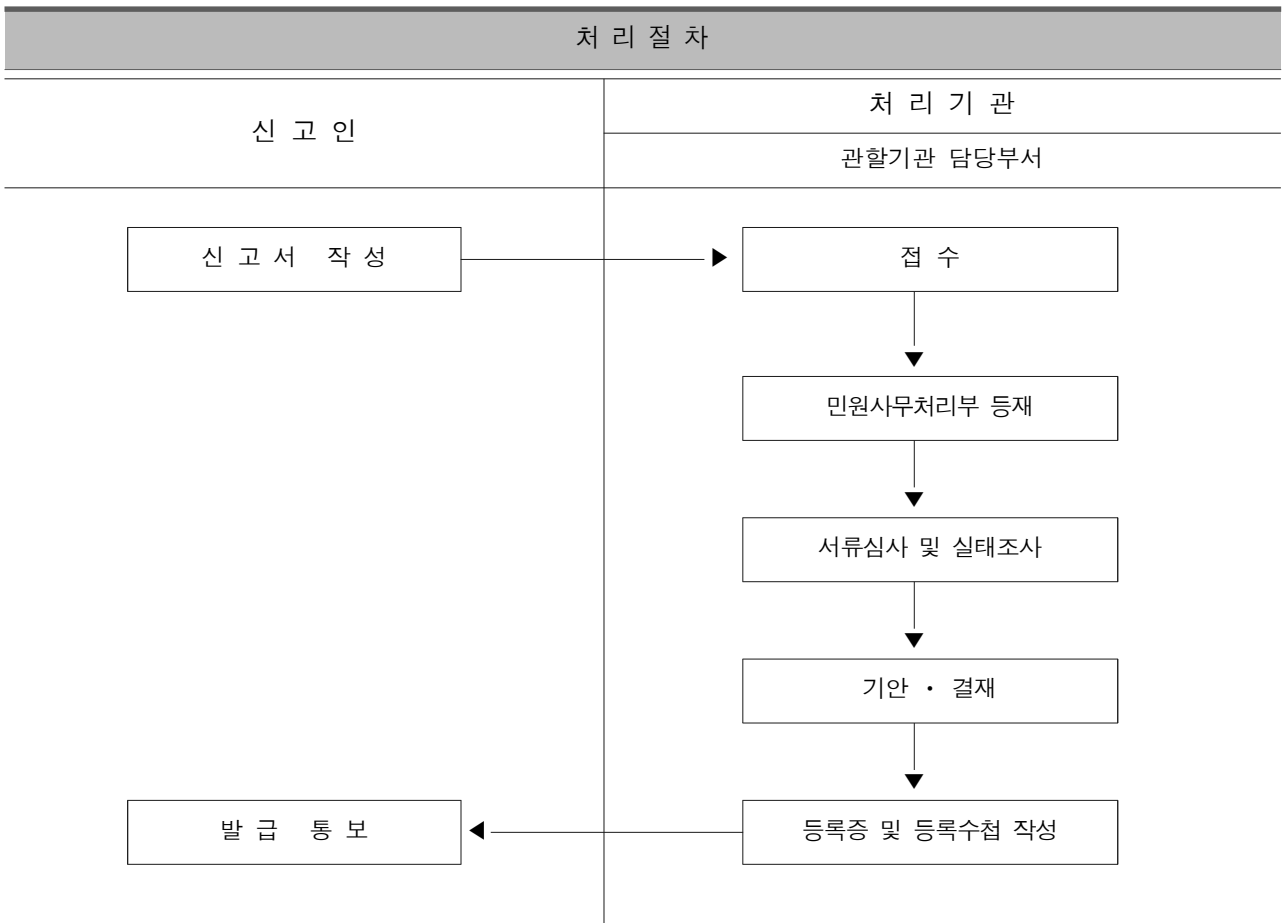 처 리 절 차
신 고 인
처 리 기 관
관할기관 담당부서
신 고 서 작 성
접 수
민원사무처리부 등재
서류심사 및 실태조사
기안 · 결재
발 급 통 보
등록증 및 등록수첩 작성